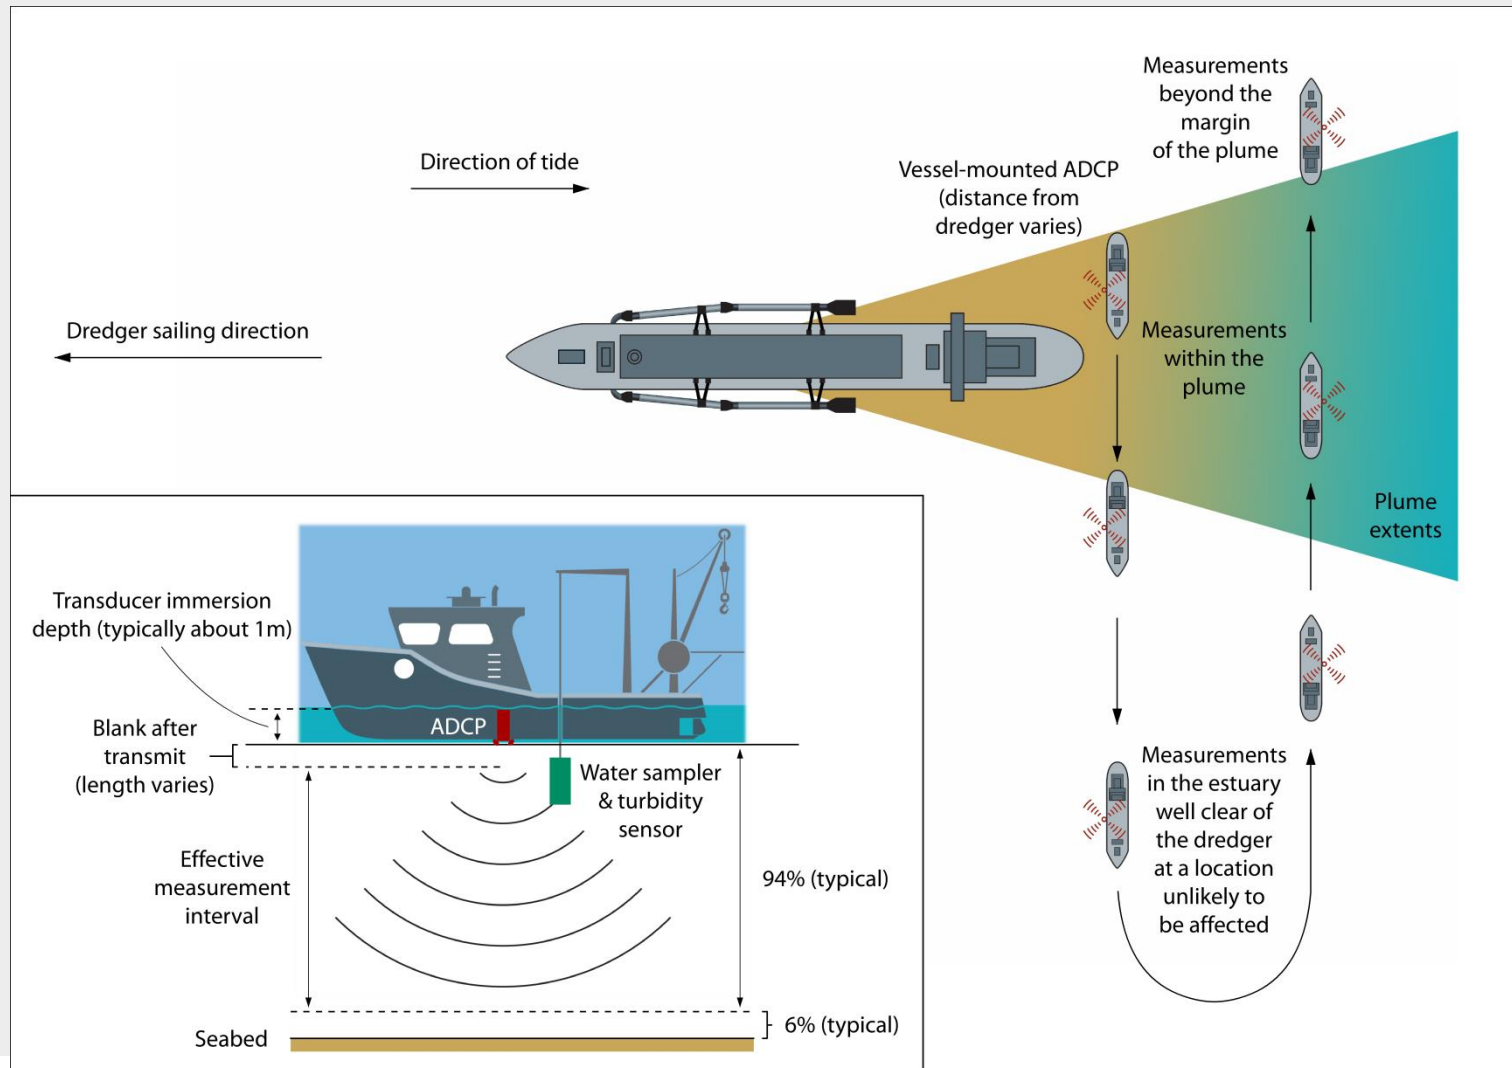 Measurements
beyond the
margin
of the plume
Direction of tide
Vessel-mounted ADCP
(distance from
dredger varies)
Dredger sailing direction
Measurements
within the
plume
Plume
extents
Transducer immersion
depth (typically about 1m)
ADCP
Blank after
transmit
(length varies)
Water sampler
& turbidity
sensor
Effective
measurement
interval
94% (typical)
Measurements
in the estuary
well clear of
the dredger
at a location
unlikely to
be affected
Seabed
6% (typical)